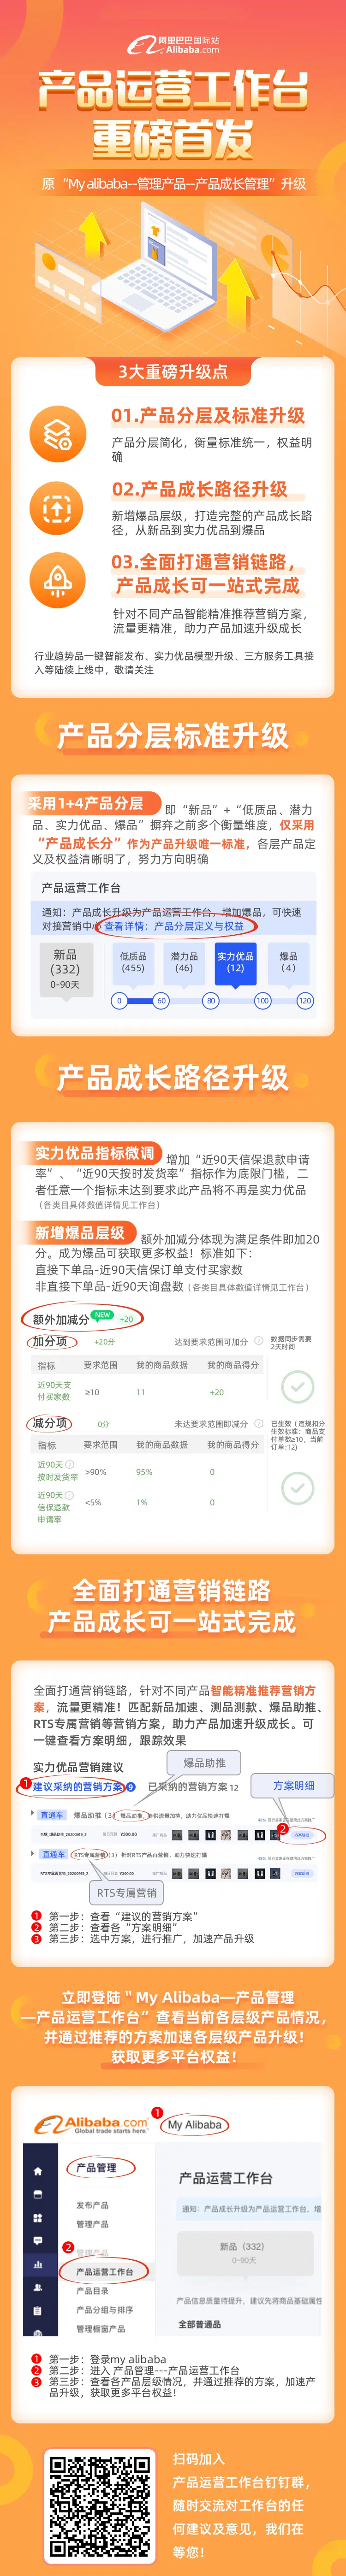 阿里巴巴国际站
Alibaba.com
产品运营工作台
重磅首发
原“My alibaba—管理产品—产品成长管理”升级
3大重磅升级点
01.产品分层及标准升级
产品分层简化，衡量标准统一，权益明
确
02.产品成长路径升级
新增爆品层级，打造完整的产品成长路
径，从新品到实力优品到爆品
03.全面打通营销链路，
产品成长可一站式完成
针对不同产品智能精准推荐营销方案，
流量更精准，助力产品加速升级成长
行业趋势品一键智能发布、实力优品模型升级、三方服务工具接
入等陆续上线中，敬请关注
产品分层标准升级
采用1+4产品分层 即“新品”+“低质品、潜力
品、实力优品、爆品”摒弃之前多个衡量维度，仅采用
“产品成长分”作为产品升级唯一标准，各层产品定
义及权益清晰明了，努力方向明确
产品运营工作台
通知：产品成长升级为产品运营工作台，增加爆品，可快速
对接营销中心 查看详情：产品分层定义与权益
新品 低质品 潜力品 实力优品 爆品
(332) (455) (46) (12) (4)
0-90天
0 60 80 100 120
产品成长路径升级
实力优品指标微调 增加“近90天信保退款申请
率”、“近90天按时发货率”指标作为底限门槛，二
者任意一个指标未达到要求此产品将不再是实力优品
（各类目具体数值详情见工作台）
新增爆品层级 额外加减分体现为满足条件即加20
分。成为爆品可获取更多权益！标准如下：
直接下单品-近90天信保订单支付买家数
非直接下单品-近90天询盘数（各类目具体数值详情见工作台）
额外加减分 NEW +20
加分项 +20分 达到要求范围可加分 数据同步需要
2天时间
指标 要求范围 我的商品数据 我的商品得分
近90天支
付买家数 ≥10 11 +20
减分项 0分 未达要求范围即减分 已生效（违规扣分
生效标准：商品支
付单数≥10，当前
订单:12)
指标 要求范围 我的商品数据 我的商品得分
近90天
按时发货率 >90% 95% 0
近90天
信保退款
申请率 <5% 1% 0
全面打通营销链路
产品成长可一站式完成
全面打通营销链路，针对不同产品智能精准推荐营销方
案，流量更精准！匹配新品加速、测品测款、爆品助推、
RTS专属营销等营销方案，助力产品加速升级成长。可
一键查看方案明细，跟踪效果
实力优品营销建议
爆品助推
1 建议采纳的营销方案 已采纳的营销方案 12
方案明细
直通车 爆品助推（3）
2
直通车 RTS专属营销（3）针对RTS产品再营销，助力快速打爆
RTS专属营销
1 第一步：查看“建议的营销方案”
2 第二步：查看各“方案明细”
3 第三步：选中方案，进行推广，加速产品升级
立即登陆＂My Alibaba—产品管理
—产品运营工作台”查看当前各层级产品情况，
并通过推荐的方案加速各层级产品升级！
获取更多平台权益！
Alibaba.com
Global trade starts here.
1 My Alibaba
产品管理
发布产品
管理产品
2
产品运营工作台
产品目录
产品分组与排序
管理橱窗产品
产品运营工作台
通知：产品成长升级为产品运营工作台，增
新品（332）
0-90天
产品信息质量待提升，建议先将商品基础属性
全部普通品
1 第一步：登录my alibaba
2 第二步：进入 产品管理---产品运营工作台
3 第三步：查看各产品层级情况，并通过推荐的方案，加速产
品升级，获取更多平台权益！
扫码加入
产品运营工作台钉钉群，
随时交流对工作台的任
何建议及意见，我们在
等您！